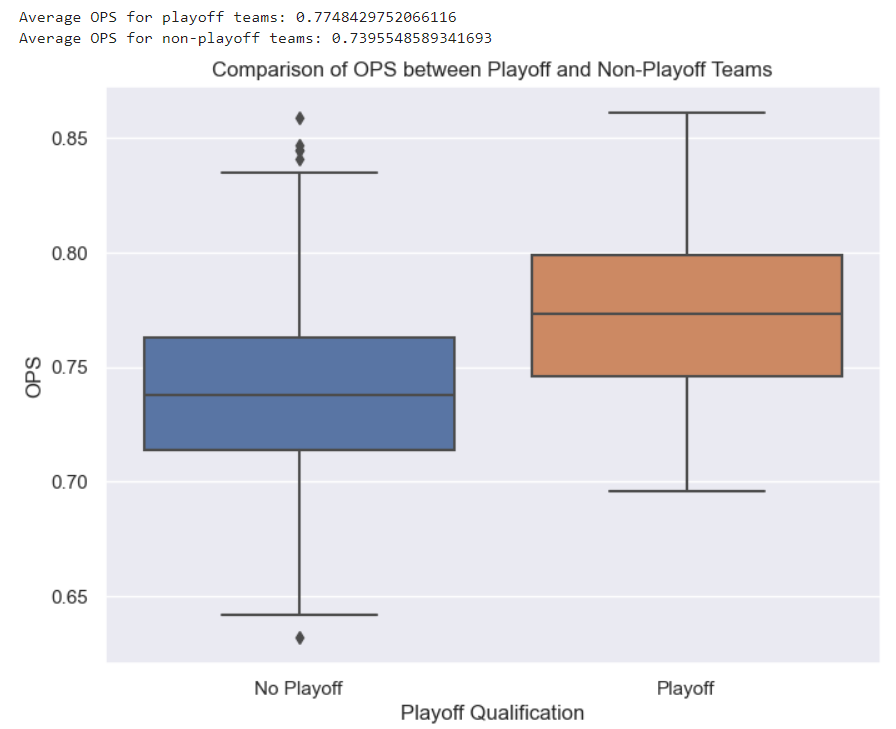 Average OPS for playoff teams: 0.7748429752066116
Average OPS for non-playoff teams: 0.7395548589341693
Comparison of OPS between Playoff and Non-Playoff Teams
0.85
0.80
0.75
0.70
0.65
OPS
No Playoff
Playoff
Playoff Qualification